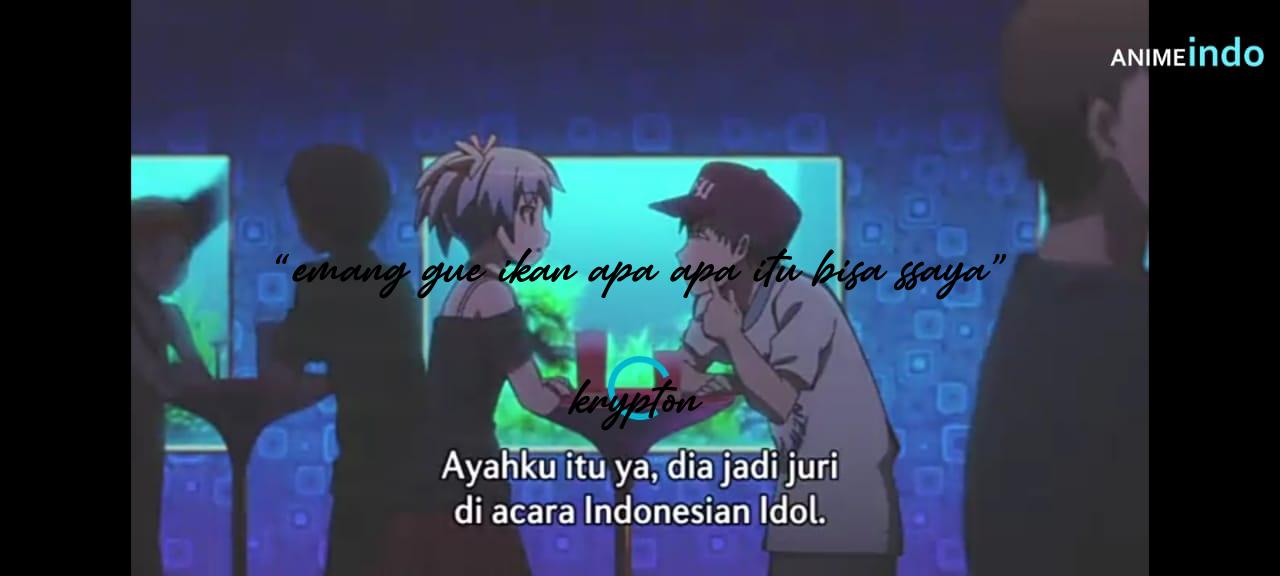 ANIMEindo
“emang gue ikan apa apa itu bisa ssaya”
krypton
Ayahku itu ya, dia jadi juri
di acara Indonesian Idol.